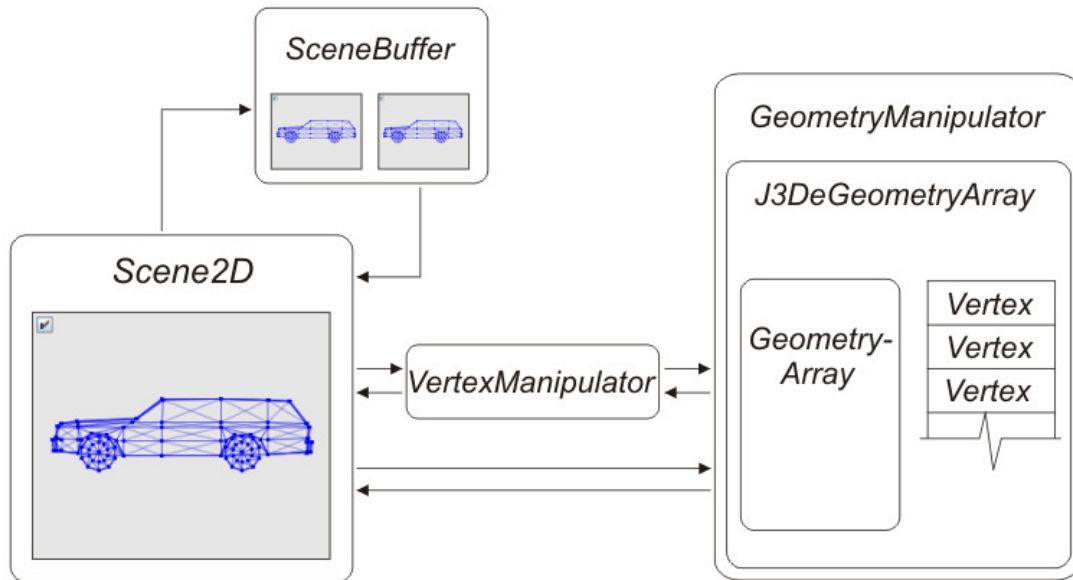 SceneBuffer
GeometryManipulator
J3DeGeometryArray
Scene2D
Vertex
Geometry-
Array
Vertex
VertexManipulator
Vertex